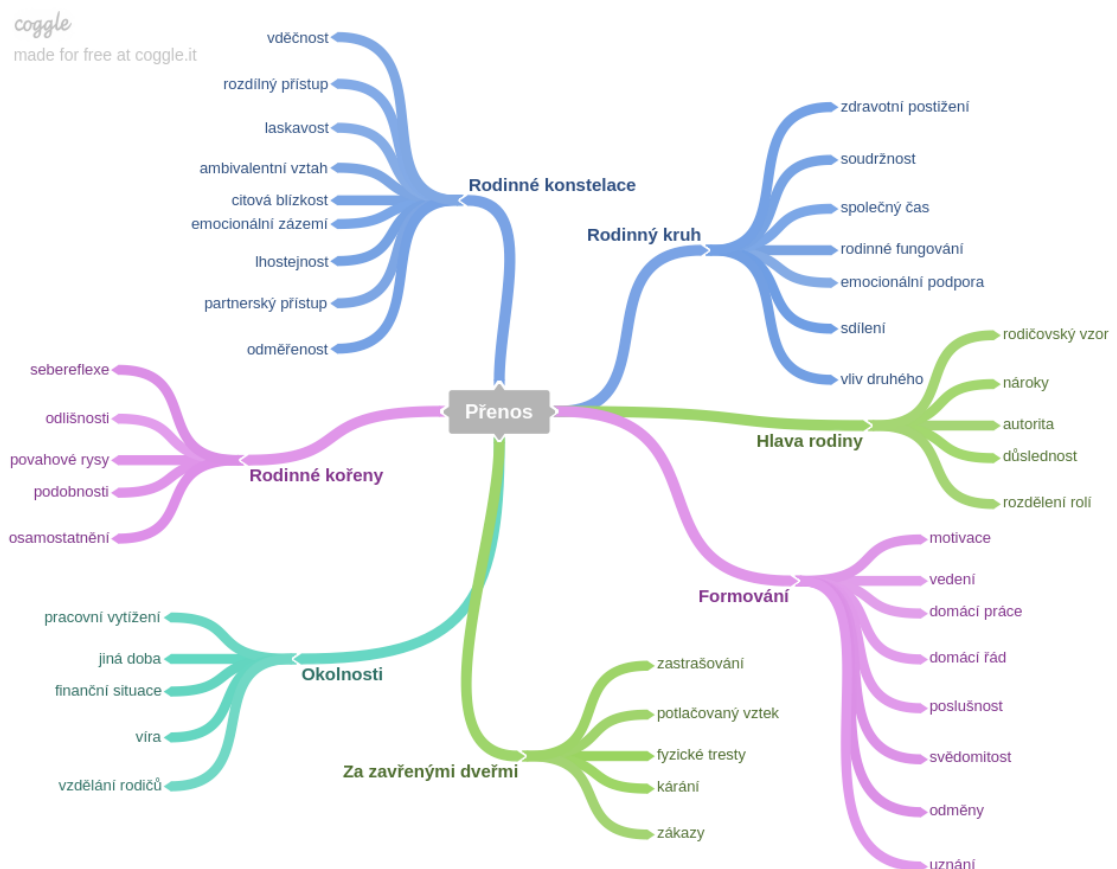 coggle
made for free at coggle.it
vděčnost
rozdílný přístup
laskavost
ambivalentní vztah
citová blízkost
emocionální zázemí
lhostejnost
partnerský přístup
odměřenost
Rodinné konstelace
Rodinný kruh
zdravotní postižení
soudržnost
společný čas
rodinné fungování
emocionální podpora
sdílení
vliv druhého
Přenos
Hlava rodiny
rodičovský vzor
nároky
autorita
důslednost
rozdělení rolí
sebereflexe
odlišnosti
povahové rysy
podobnosti
osamostatnění
Rodinné kořeny
Formování
motivace
vedení
domácí práce
domácí řád
poslušnost
svědomitost
odměny
uznání
pracovní vytížení
jiná doba
finanční situace
víra
vzdělání rodičů
Okolnosti
Za zavřenými dveřmi
zastrašování
potlačovaný vztek
fyzické tresty
kárání
zákazy